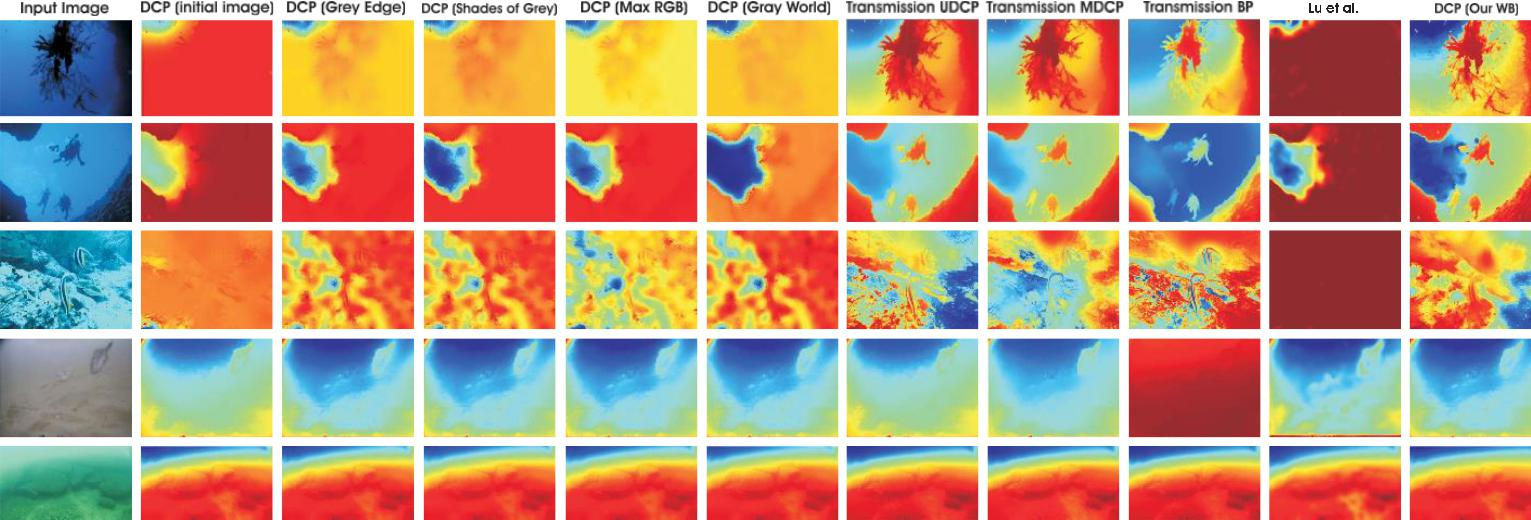 Input Image
DCP (initial image)
DCP (Grey Edge)
DCP (Shades of Grey)
DCP (Max RGB)
DCP (Gray World)
Transmission UDCP
Transmission MDCP
Transmission BP
Lu et al.
DCP (Our WB)